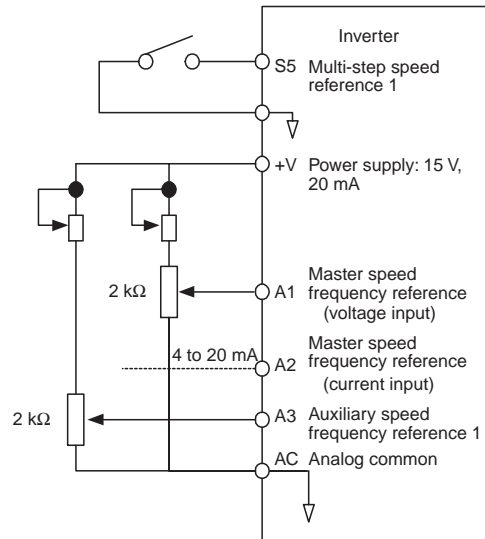 Inverter
S5 Multi-step speed
reference 1
+V Power supply: 15 V,
20 mA
2 kΩ
A1 Master speed
frequency reference
(voltage input)
4 to 20 mA
A2 Master speed
frequency reference
(current input)
2 kΩ
A3 Auxiliary speed
frequency reference 1
AC Analog common